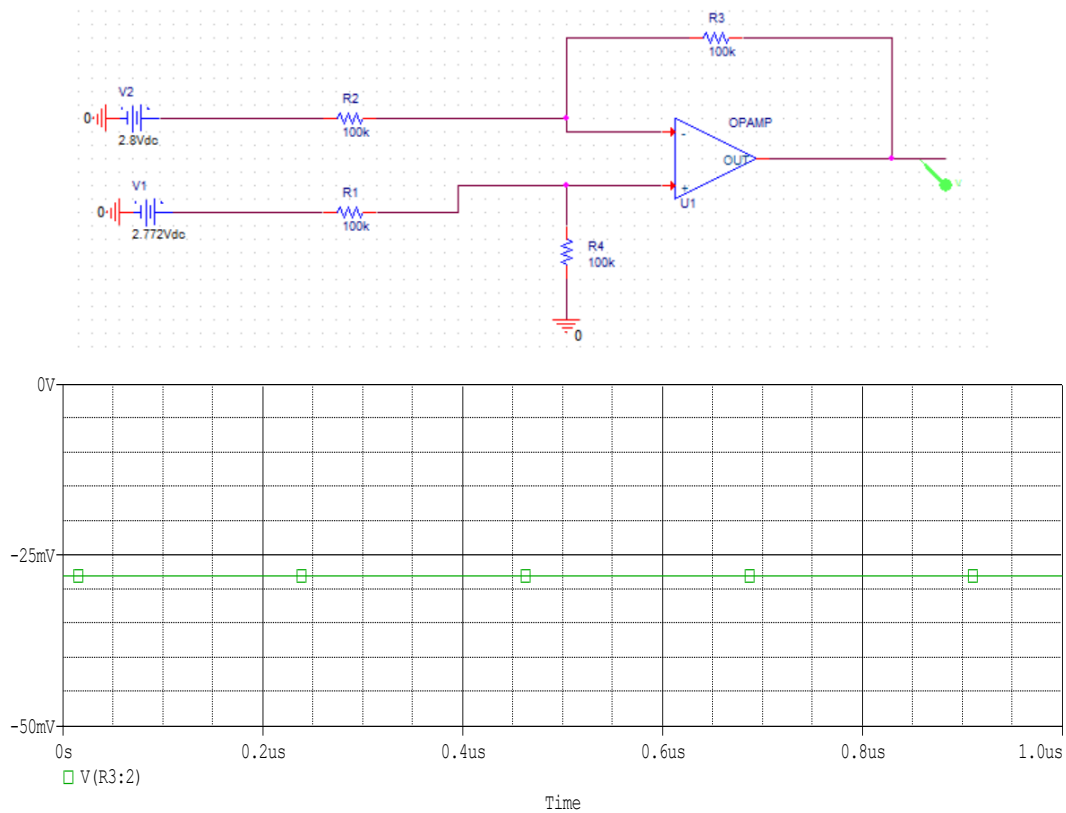 R3
100k
V2
0
2.8Vdc
R2
100k
OPAMP
-
OUT
V
V1
0
2.772Vdc
R1
100k
+
U1
R4
100k
0
0V
-25mV
-50mV
0s
0.2us
0.4us
0.6us
0.8us
1.0us
V(R3:2)
Time